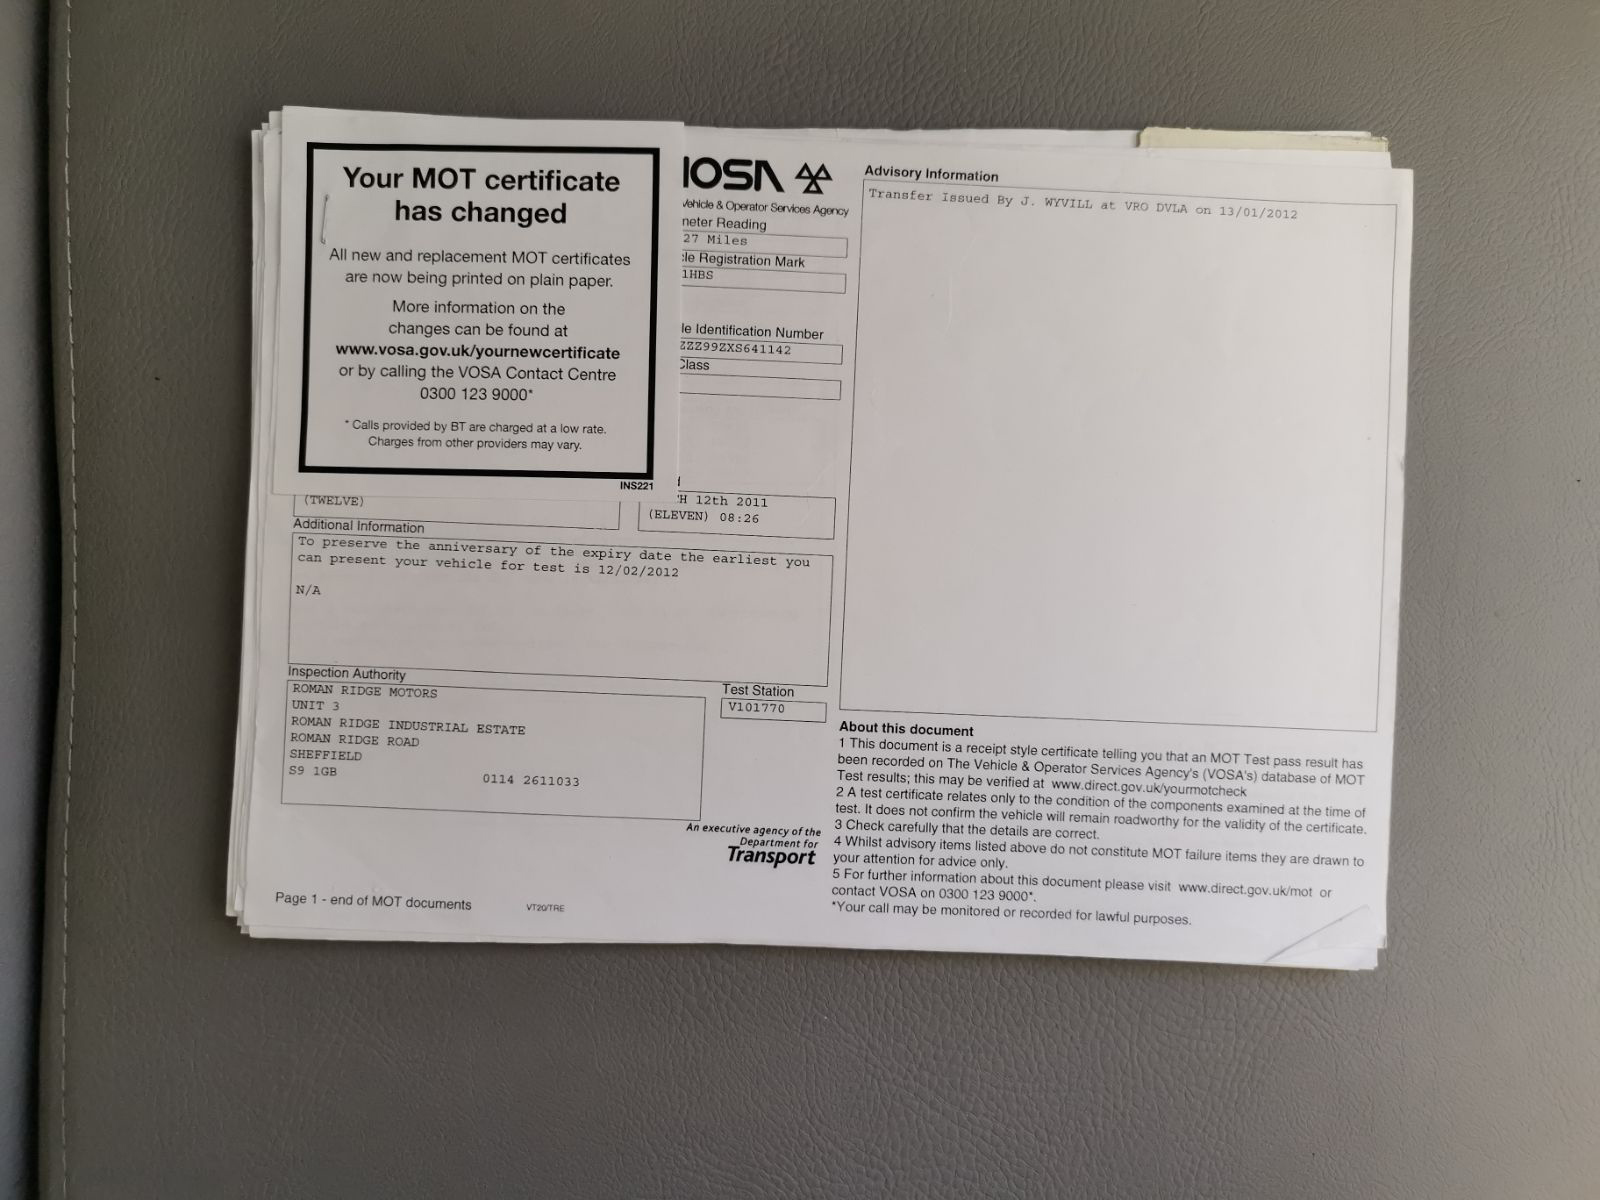 Your MOT certificate
has changed
All new and replacement MOT certificates
are now being printed on plain paper.
More information on the
changes can be found at
www.vosa.gov.uk/yournewcertificate
or by calling the VOSA Contact Centre
0300 123 9000*
* Calls provided by BT are charged at a low rate.
Charges from other providers may vary.
INS221
Vehicle & Operator Services Agency
27 Miles
Registration Mark
1HBS
Identification Number
ZZZ99ZXS641142
Class
(TWELVE)
12th 2011
(ELEVEN) 08:26
Additional Information
To preserve the anniversary of the expiry date the earliest you
can present your vehicle for test is 12/02/2012
N/A
Inspection Authority
ROMAN RIDGE MOTORS
UNIT 3
ROMAN RIDGE INDUSTRIAL ESTATE
ROMAN RIDGE ROAD
SHEFFIELD
S9 1GB
0114 2611033
Test Station
V101770
An executive agency of the
Department for
Transport
Page 1 - end of MOT documents
VT20/TRE
Advisory Information
Transfer Issued By J. WYVILL at VRO DVLA on 13/01/2012
About this document
1 This document is a receipt style certificate telling you that an MOT Test pass result has
been recorded on The Vehicle & Operator Services Agency's (VOSA's) database of MOT
Test results; this may be verified at www.direct.gov.uk/yourmotcheck
2 A test certificate relates only to the condition of the components examined at the time of
test. It does not confirm the vehicle will remain roadworthy for the validity of the certificate.
3 Check carefully that the details are correct.
4 Whilst advisory items listed above do not constitute MOT failure items they are drawn to
your attention for advice only.
5 For further information about this document please visit www.direct.gov.uk/mot or
contact VOSA on 0300 123 9000*.
*Your call may be monitored or recorded for lawful purposes.